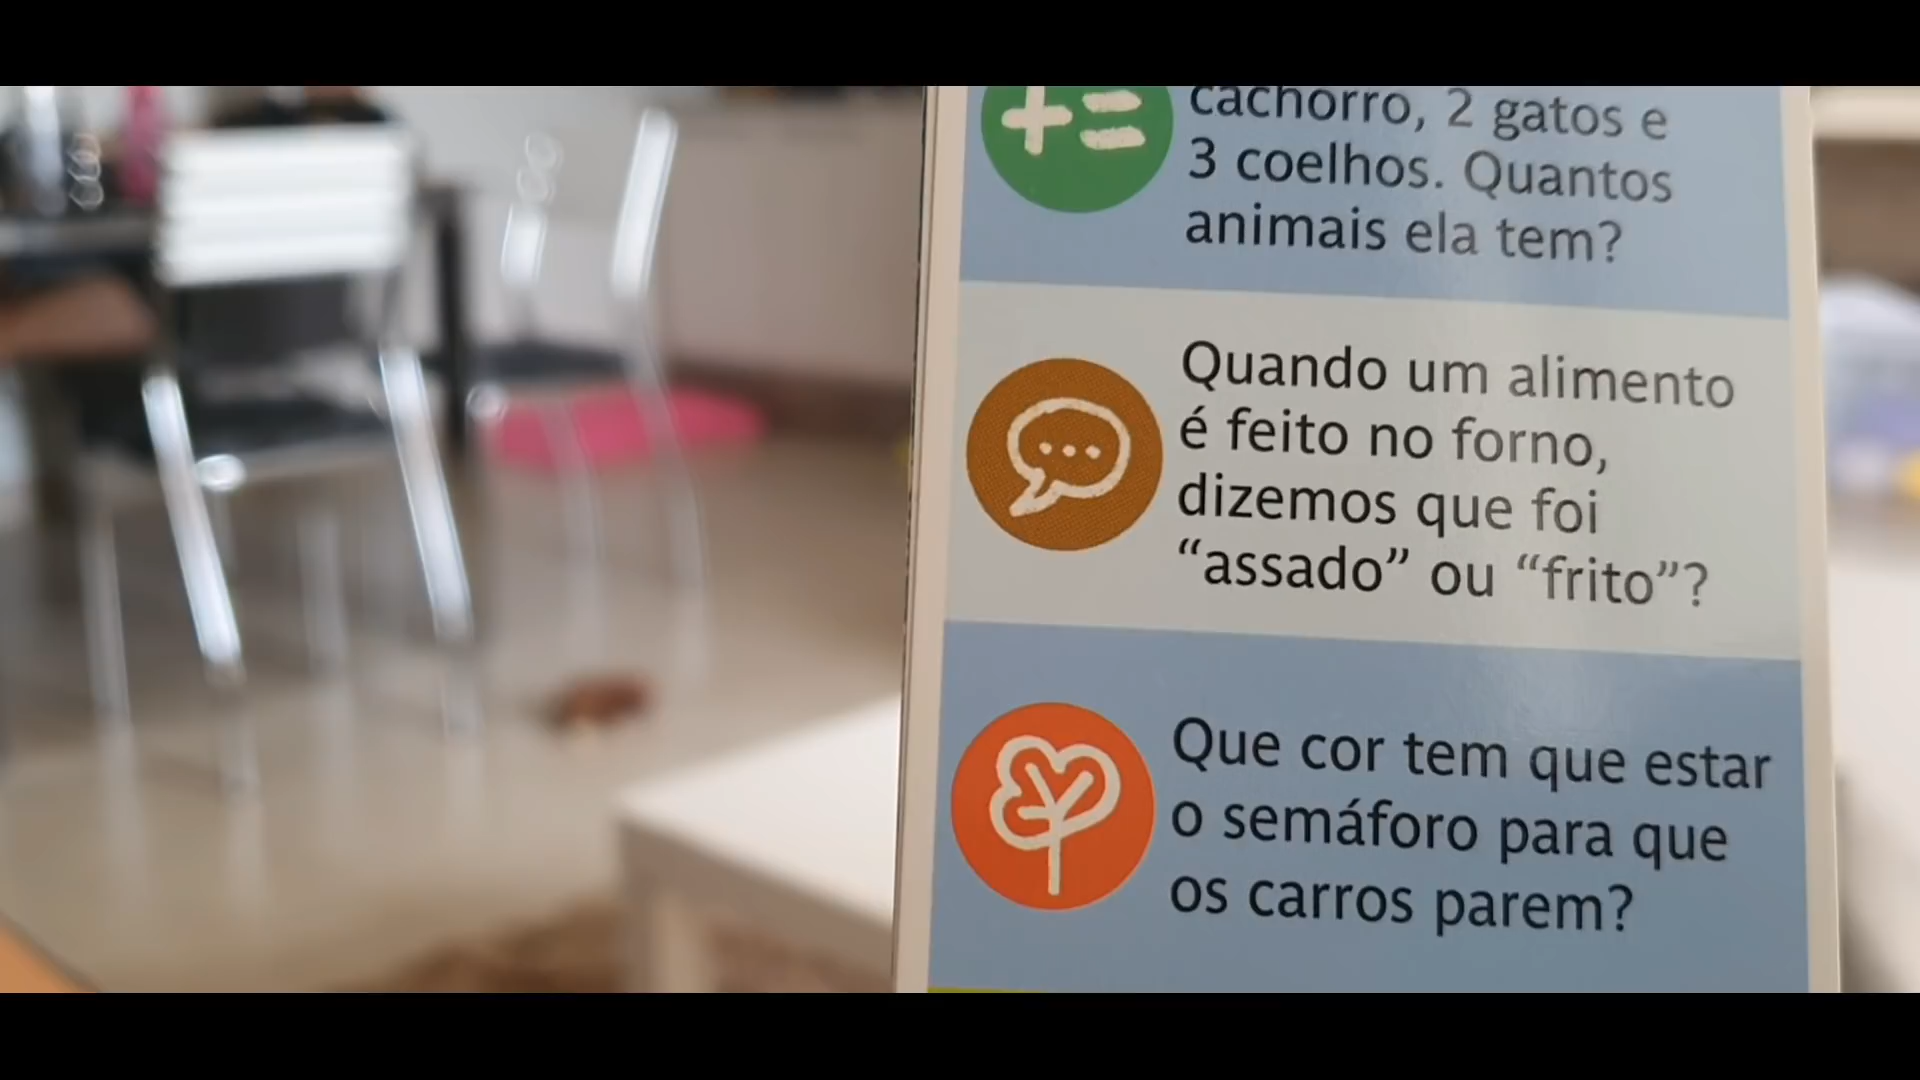 cachorro, 2 gatos e
3 coelhos. Quantos
animais ela tem?
Quando um alimento
é feito no forno,
dizemos que foi
“assado” ou “frito”?
Que cor tem que estar
o semáforo para que
os carros parem?